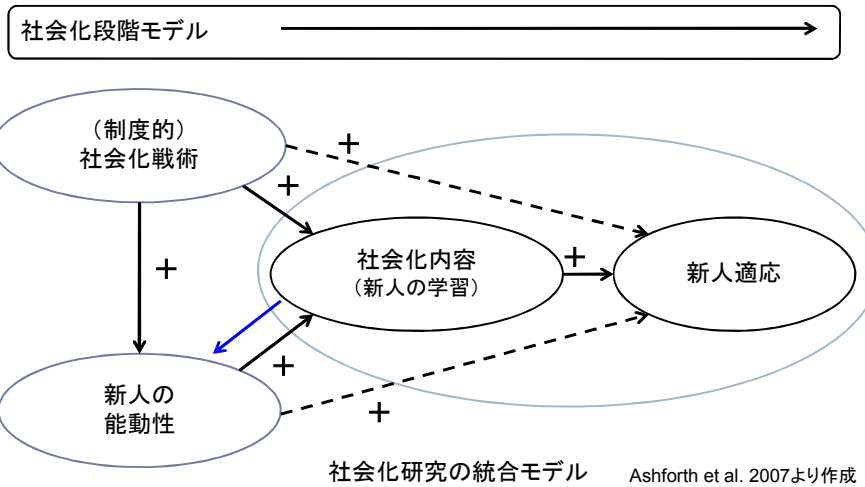 社会化段階モデル
（制度的）
社会化戦術
+
+
+
社会化内容
（新人の学習）
+
新人適応
新人の
能動性
+
+
社会化研究の統合モデル
Ashforth et al. 2007より作成